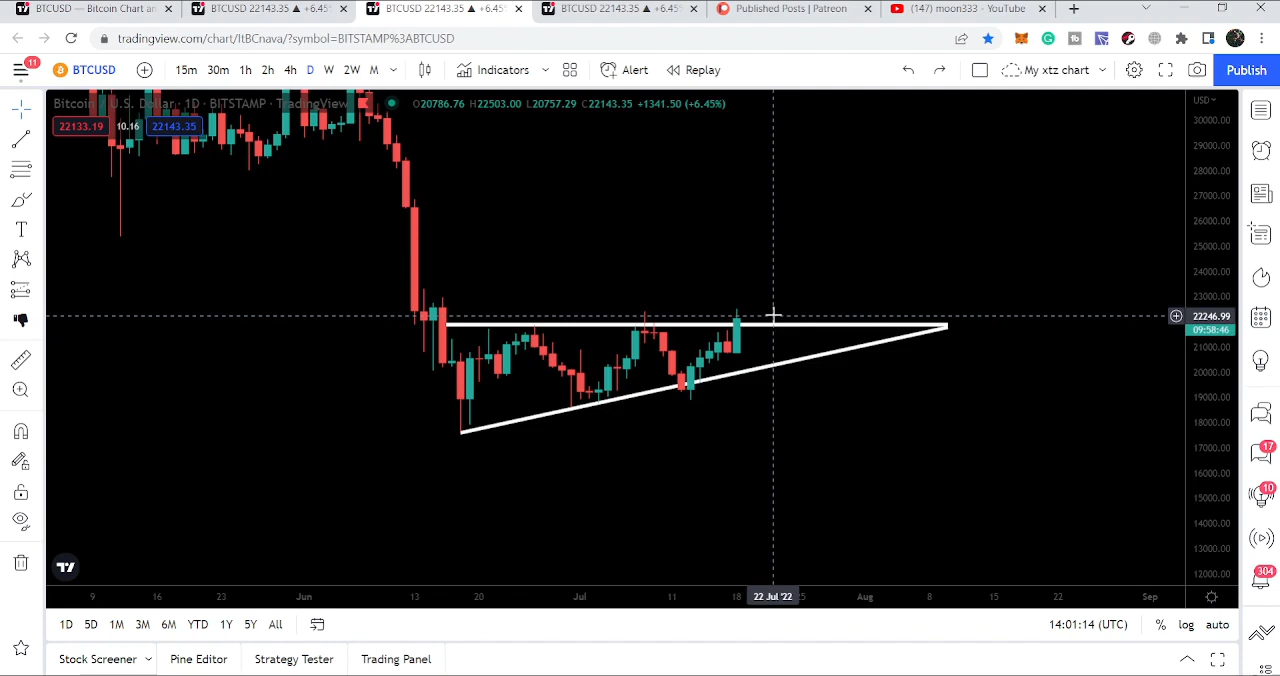 BTCUSD — Bitcoin Chart an
BTCUSD 22143.35 ▲ +6.45%
BTCUSD 22143.35 ▲ +6.45%
BTCUSD 22143.35 ▲ +6.45%
Published Posts | Patreon
(147) moon333 - YouTube
tradingview.com/chart/ItBCnava/?symbol=BITSTAMP%3ABTCUSD
11
BTCUSD
15m 30m 1h 2h 4h D W 2W M
Indicators
Alert
Replay
My xtz chart
Publish
Bitcoin / U.S. Dollar · 1D · BITSTAMP · TradingView
O20786.76 H22503.00 L20757.29 C22143.35 +1341.50 (+6.45%)
22133.19 10.16 22143.35
USD
30000.00
29000.00
28000.00
27000.00
26000.00
25000.00
24000.00
23000.00
22246.99
09:58:46
21000.00
20000.00
19000.00
18000.00
17000.00
16000.00
15000.00
14000.00
13000.00
12000.00
17
10
304
9 16 23 Jun 13 20 Jul 11 18 22 Jul '22 25 Aug 8 15 22 Sep
1D 5D 1M 3M 6M YTD 1Y 5Y All
14:01:14 (UTC) % log auto
Stock Screener Pine Editor Strategy Tester Trading Panel